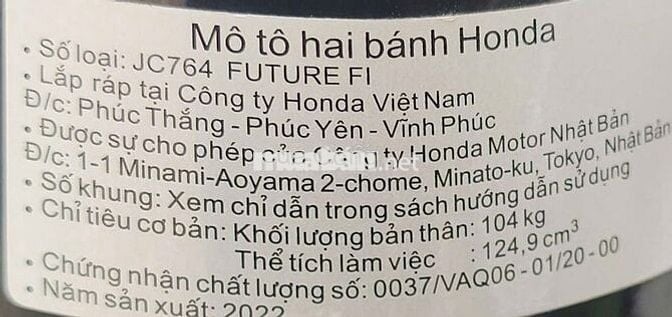 Mô tô hai bánh Honda
• Số loại: JC764 FUTURE FI
• Lắp ráp tại Công ty Honda Việt Nam
Đ/c: Phúc Thắng - Phúc Yên - Vĩnh Phúc
• Được sự cho phép của Công ty Honda Motor Nhật Bản
Đ/c: 1-1 Minami-Aoyama 2-chome, Minato-ku, Tokyo, Nhật Bản
• Số khung: Xem chỉ dẫn trong sách hướng dẫn sử dụng
• Chỉ tiêu cơ bản: Khối lượng bản thân: 104 kg
Thể tích làm việc : 124,9 cm³
• Chứng nhận chất lượng số: 0037/VAQ06 - 01/20 - 00
• Năm sản xuất: 2022